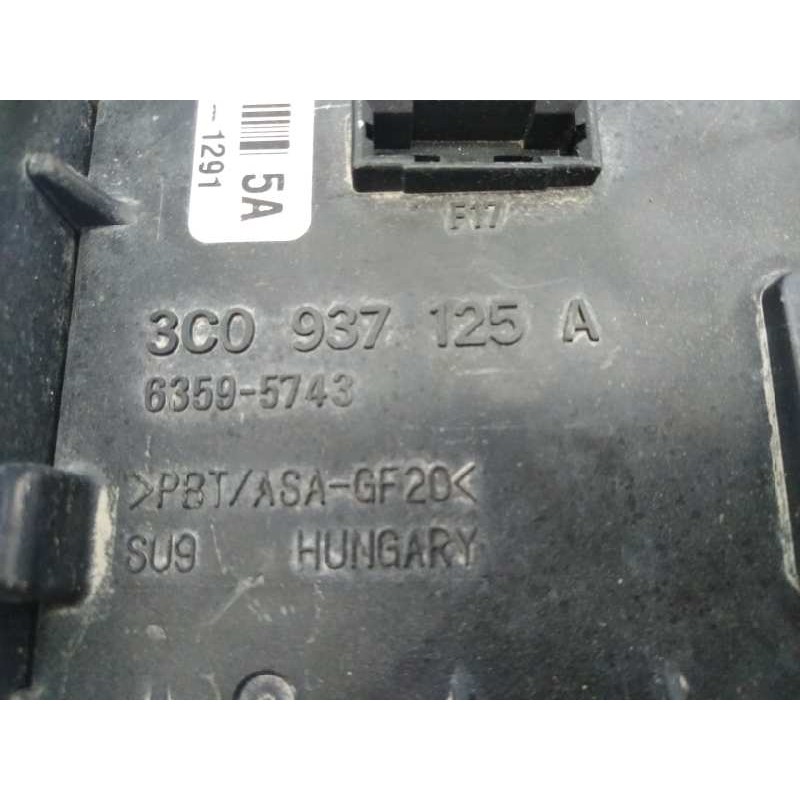 -1291
5A
F17
3C0 937 125 A
6359-5743
>PBT/ASA-GF20<
SU9 HUNGARY